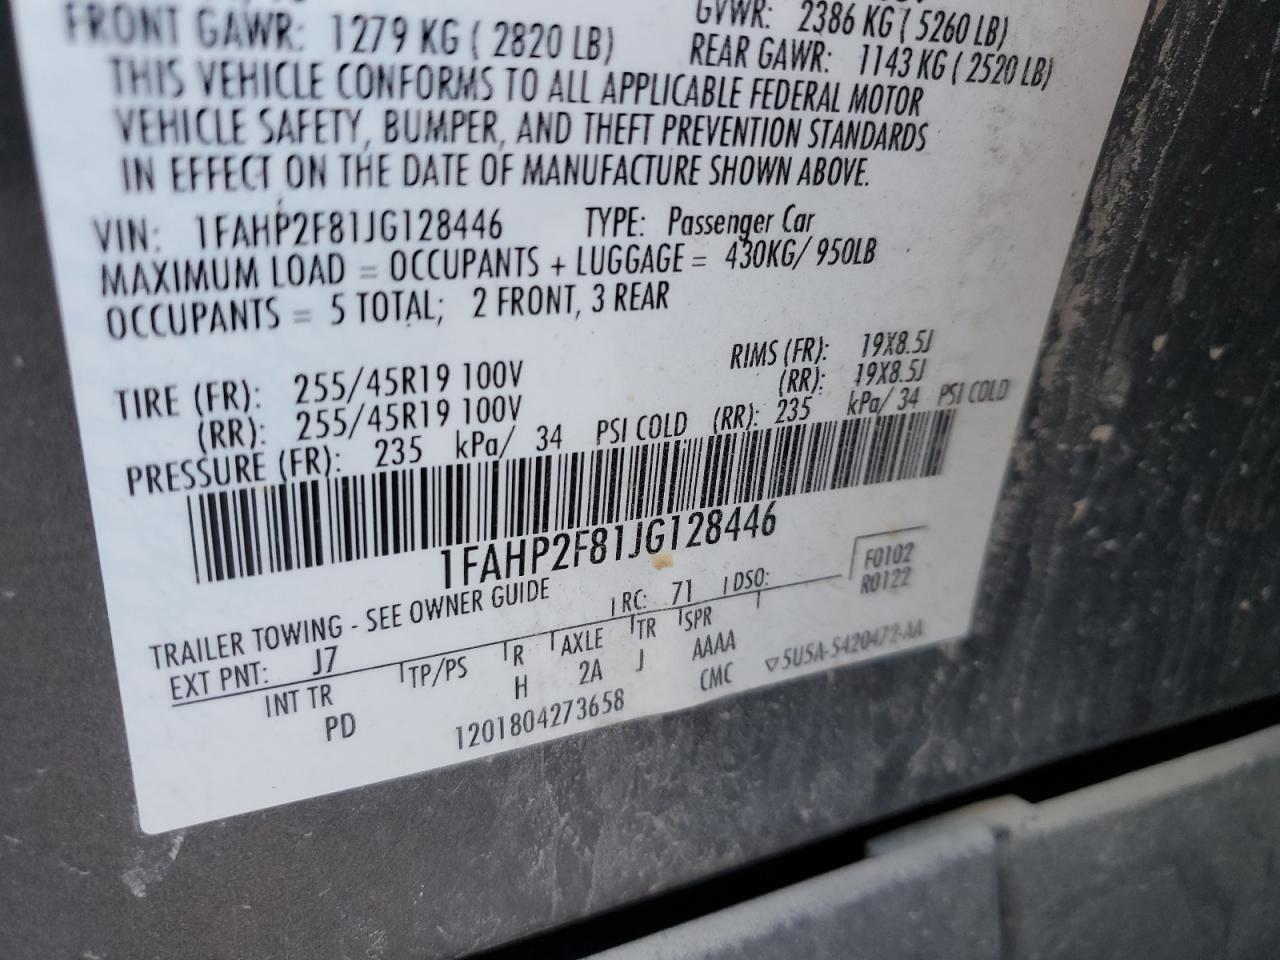 FRONT GAWR: 1279 KG ( 2820 LB) GVWR: 2386 KG ( 5260 LB)
REAR GAWR: 1143 KG ( 2520 LB)
THIS VEHICLE CONFORMS TO ALL APPLICABLE FEDERAL MOTOR
VEHICLE SAFETY, BUMPER, AND THEFT PREVENTION STANDARDS
IN EFFECT ON THE DATE OF MANUFACTURE SHOWN ABOVE.
VIN: 1FAHP2F81JG128446 TYPE: Passenger Car
MAXIMUM LOAD = OCCUPANTS + LUGGAGE = 430KG/ 950LB
OCCUPANTS = 5 TOTAL; 2 FRONT, 3 REAR
TIRE (FR): 255/45R19 100V RIMS (FR): 19X8.5J
(RR): 255/45R19 100V (RR): 19X8.5J
PRESSURE (FR): 235 kPa/ 34 PSI COLD (RR): 235 kPa/ 34 PSI COLD
1FAHP2F81JG128446
TRAILER TOWING - SEE OWNER GUIDE
EXT PNT: J7 RC: 71 DSO: F0102
R0122
INT TR TP/PS R AXLE TR SPR
PD H 2A J AAAA
1201804273658 CMC ▽5U5A-5420472-AA